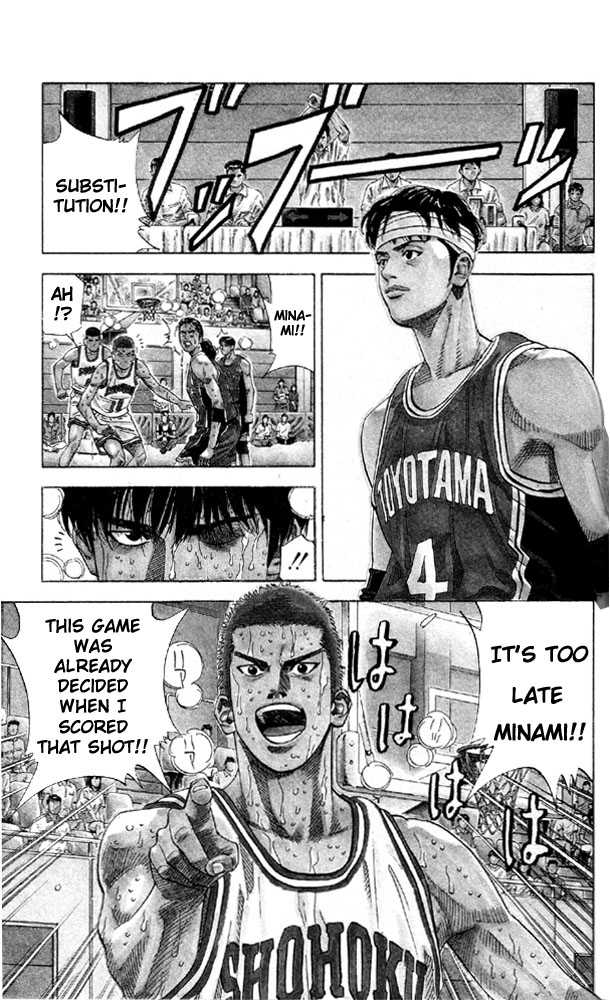 SUBSTI-
TUTION!!
ブッブーー
MINA-
MI!!
AH
!?
TOYOTAMA
4
!!
IT'S TOO
LATE
MINAMI!!
THIS GAME
WAS
ALREADY
DECIDED
WHEN I
SCORED
THAT SHOT!!
はははは
SHOHOKU
11